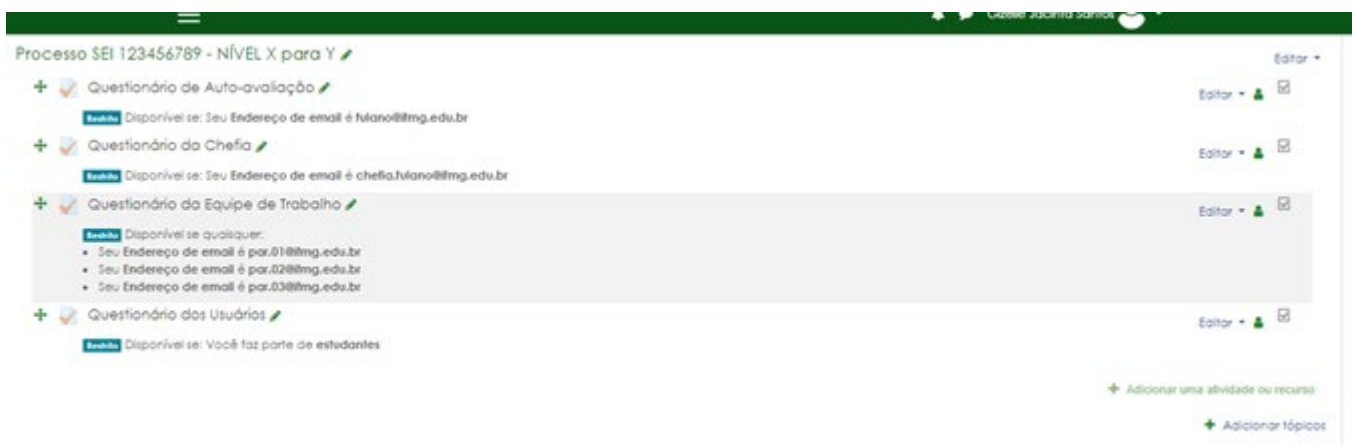 Gizelle Jacinta Santos
Processo SEI 123456789 - NÍVEL X para Y
Editar
Questionário de Auto-avaliação
Editar
Restrito Disponível se: Seu Endereço de email é fulano@ifmg.edu.br
Questionário da Chefia
Editar
Restrito Disponível se: Seu Endereço de email é chefia.fulano@ifmg.edu.br
Questionário da Equipe de Trabalho
Editar
Restrito Disponível se quaisquer:
• Seu Endereço de email é par.01@ifmg.edu.br
• Seu Endereço de email é par.02@ifmg.edu.br
• Seu Endereço de email é par.03@ifmg.edu.br
Questionário dos Usuários
Editar
Restrito Disponível se: Você faz parte de estudantes
Adicionar uma atividade ou recurso
Adicionar tópicos